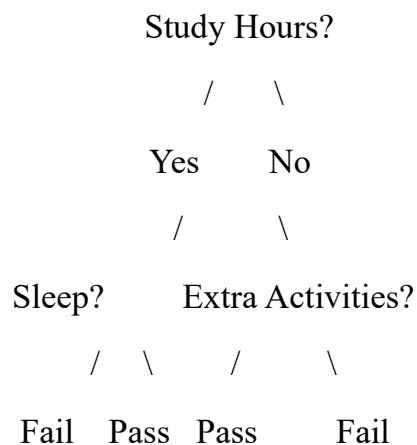 Study Hours?
/ \
Yes No
/ \
Sleep? Extra Activities?
/ \ / \
Fail Pass Pass Fail